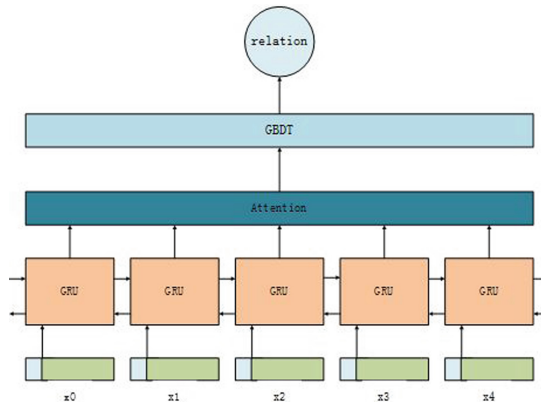 relation
GBDT
Attention
GRU GRU GRU GRU GRU
x0 x1 x2 x3 x4